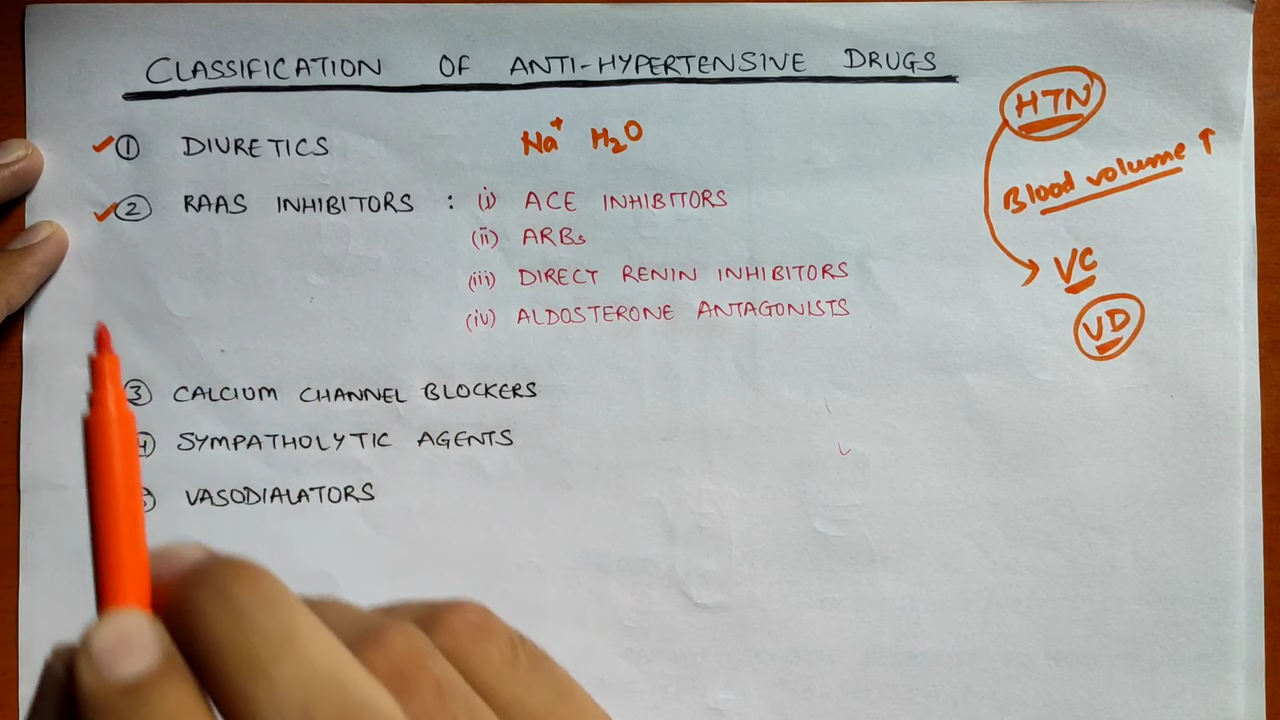 CLASSIFICATION OF ANTI-HYPERTENSIVE DRUGS
① DIURETICS Na⁺ H₂O
② RAAS INHIBITORS : (i) ACE INHIBITORS
(ii) ARBs
(iii) DIRECT RENIN INHIBITORS
(iv) ALDOSTERONE ANTAGONISTS
③ CALCIUM CHANNEL BLOCKERS
SYMPATHOLYTIC AGENTS
VASODIALATORS
HTN
Blood volume ↑
VC
VD